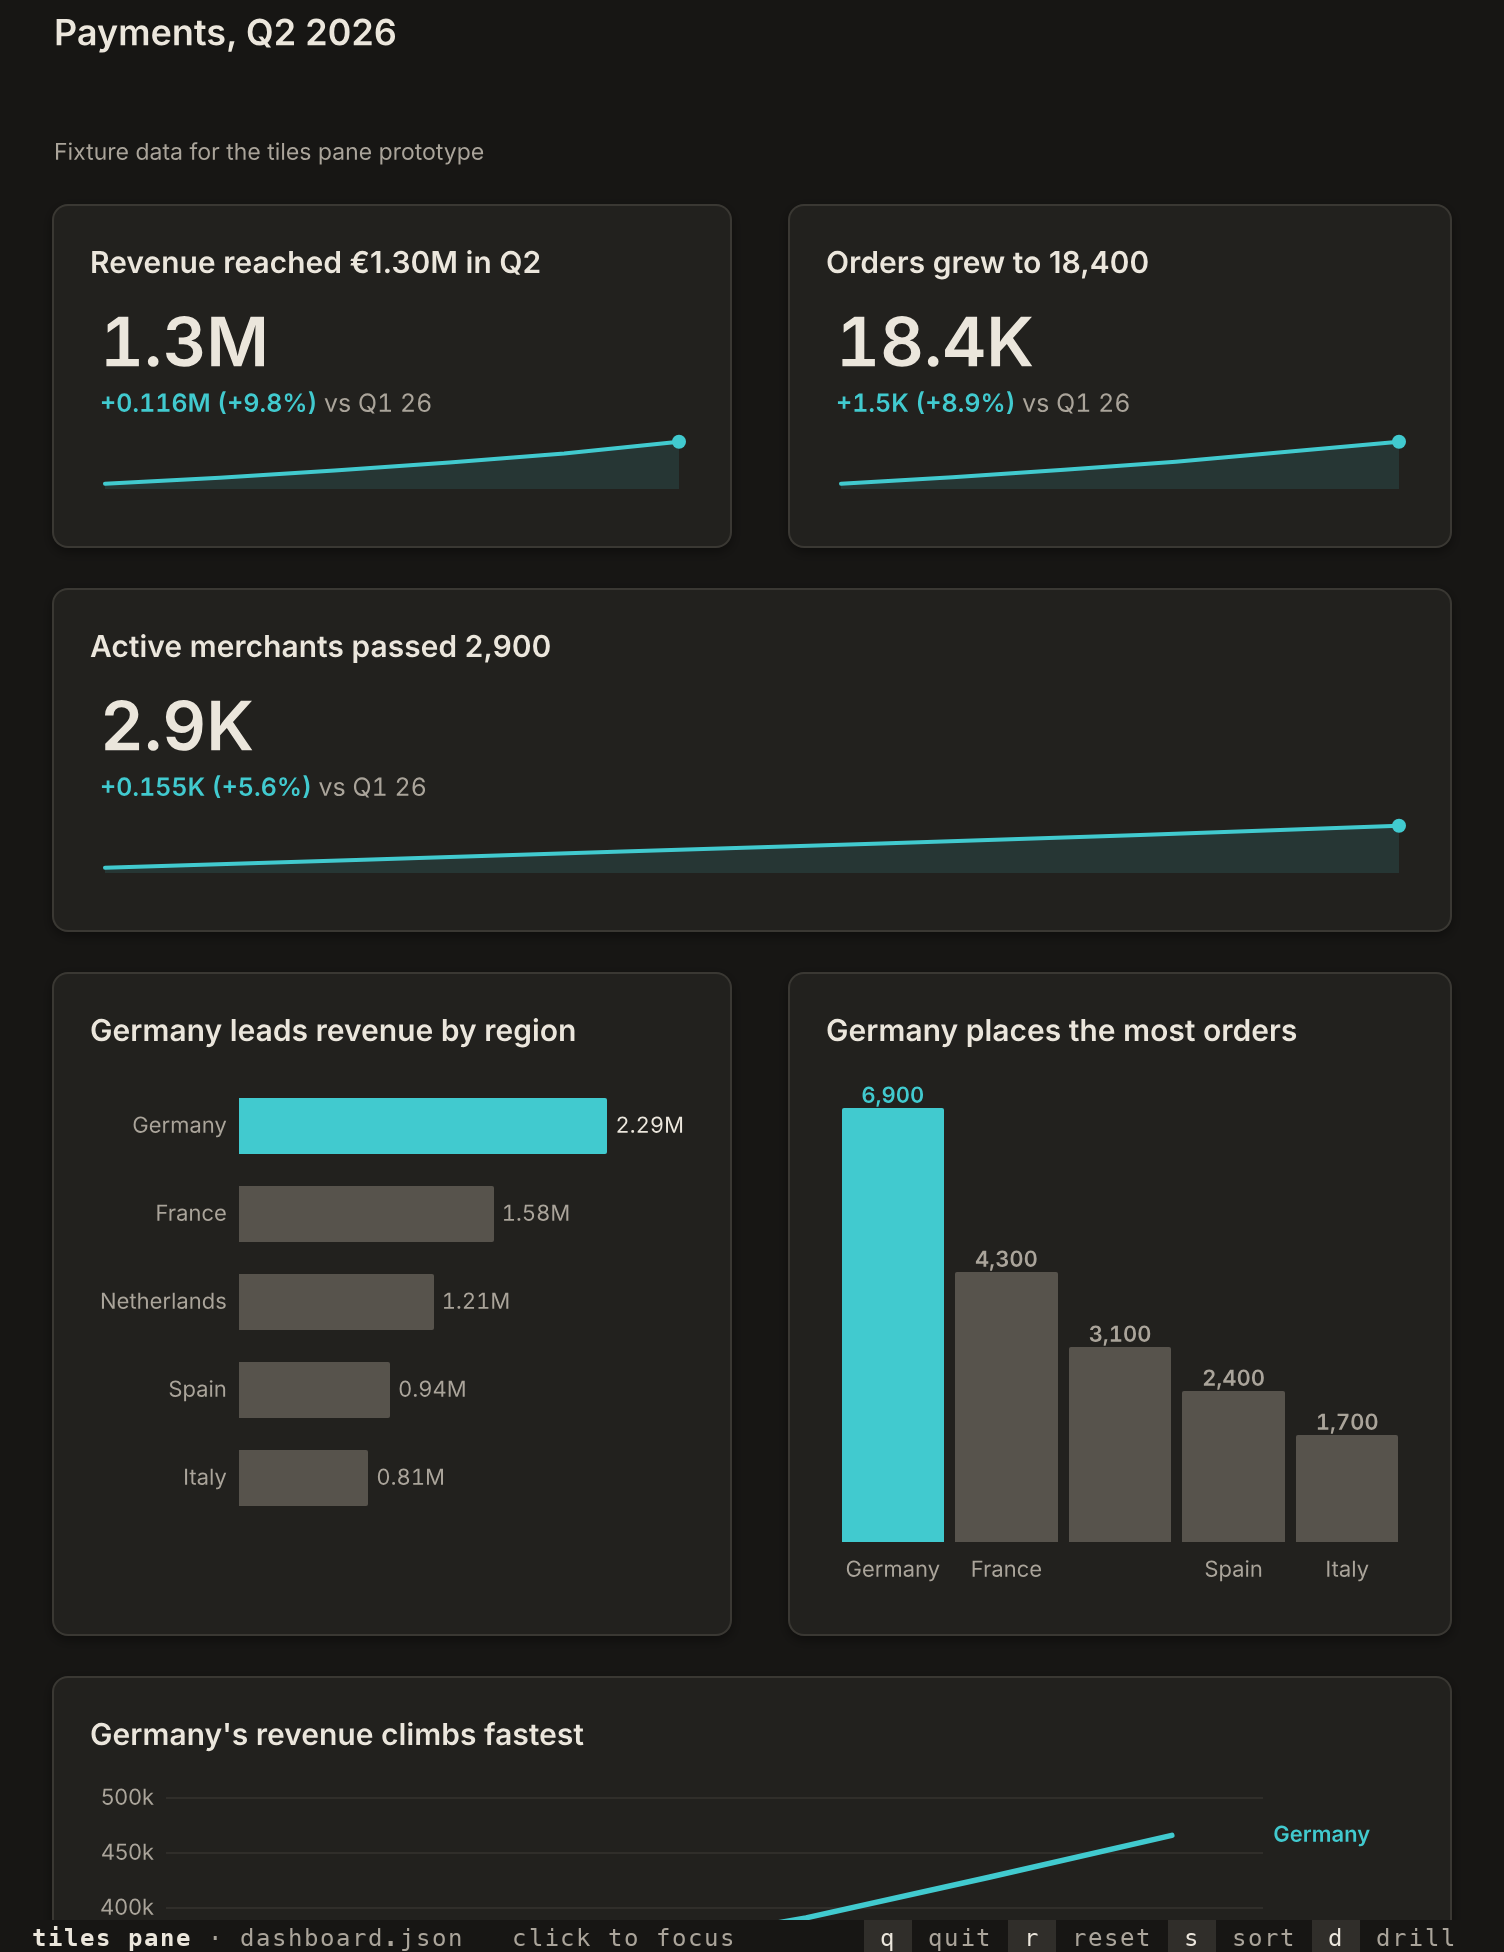 Payments, Q2 2026
Fixture data for the tiles pane prototype
Revenue reached €1.30M in Q2
1.3M
+0.116M (+9.8%) vs Q1 26
Orders grew to 18,400
18.4K
+1.5K (+8.9%) vs Q1 26
Active merchants passed 2,900
2.9K
+0.155K (+5.6%) vs Q1 26
Germany leads revenue by region
Germany 2.29M
France 1.58M
Netherlands 1.21M
Spain 0.94M
Italy 0.81M
Germany places the most orders
6,900
4,300
3,100
2,400
1,700
Germany France Spain Italy
Germany's revenue climbs fastest
500k
Germany
450k
400k
tiles pane · dashboard.json click to focus q quit r reset s sort d drill